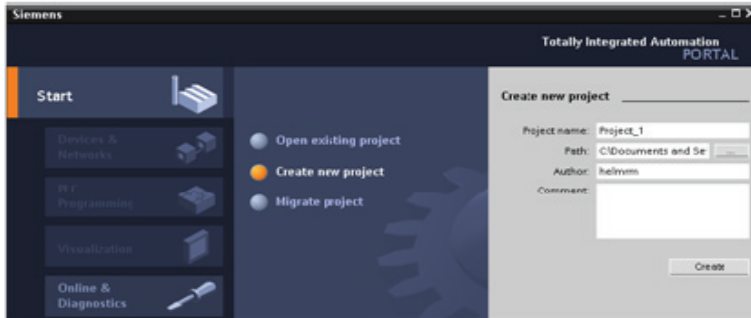 Siemens
Totally Integrated Automation
PORTAL
Start
Devices &
Networks
PLC
Programming
Visualization
Online &
Diagnostics
Open existing project
Create new project
Migrate project
Create new project
Project name: Project_1
Path: C\Documents and Se ...
Author: helmrm
Comment:
Create